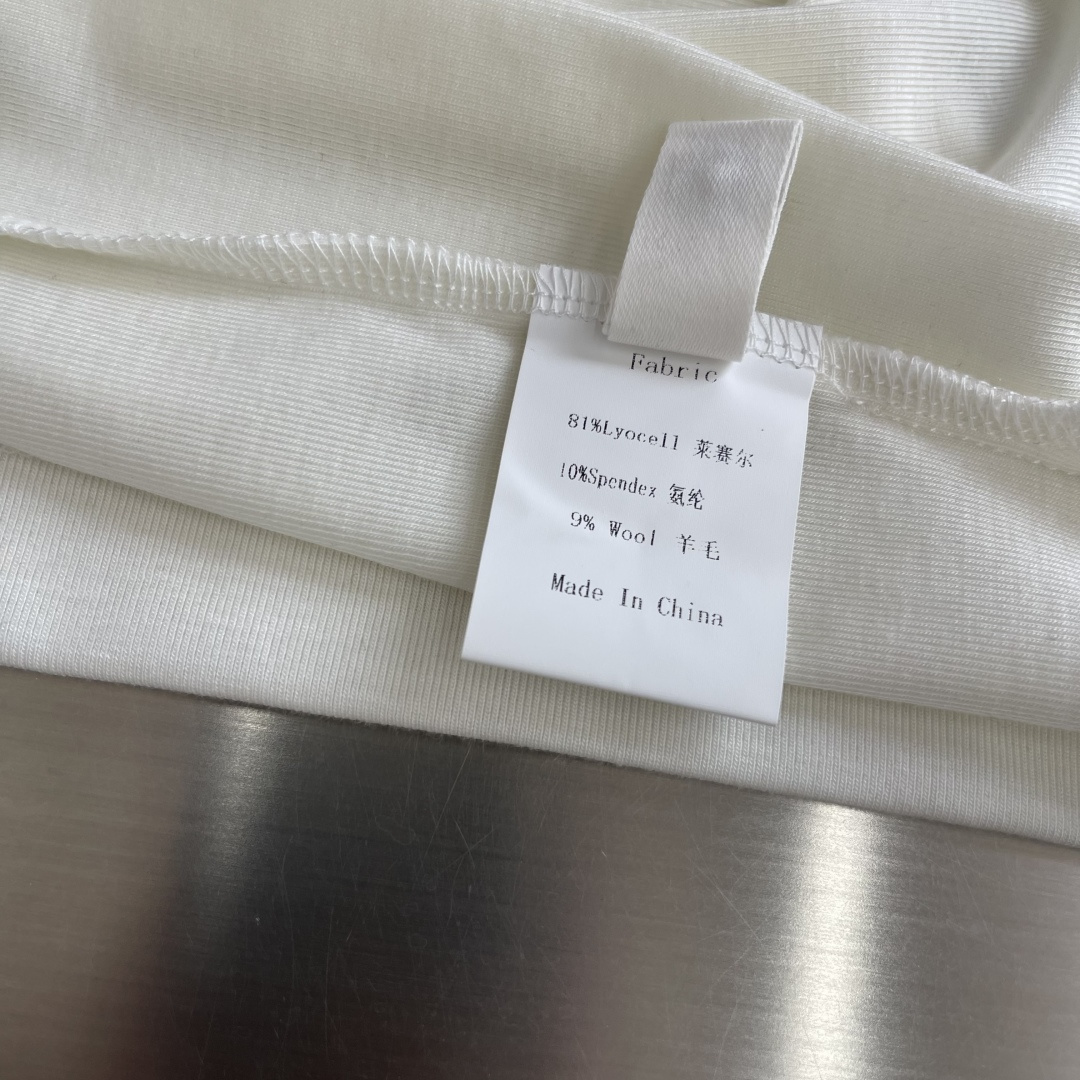 Fabric
81%Lyocell 莱赛尔
10%Spendex 氨纶
9% Wool 羊毛
Made In China